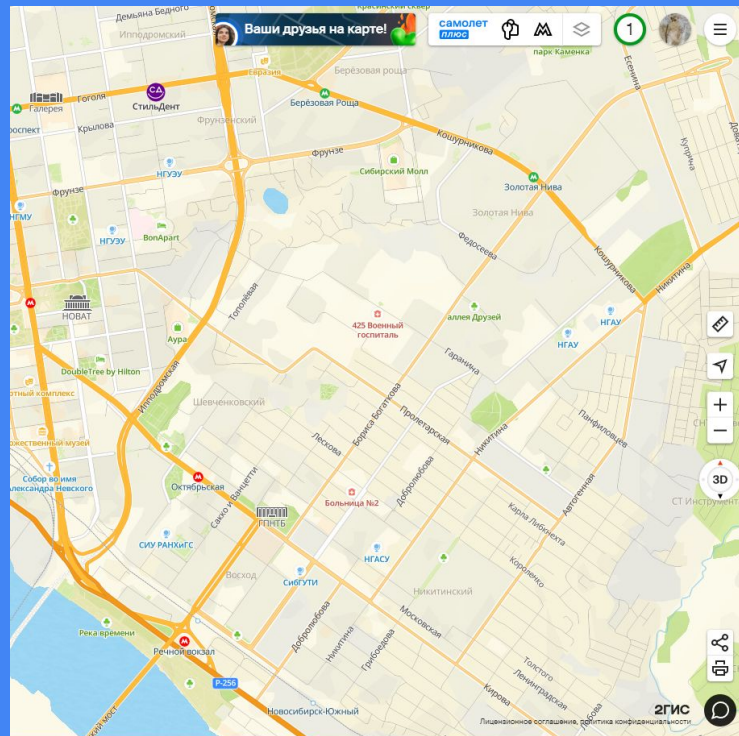 Красинский сквер
Демьяна Бедного
Ипподромский
Ваши друзья на карте!
самолет
плюс
1
парк Каменка
Есенина
Евразия
Берёзовая роща
СА
Гоголя
Галерея
СтильДент
Берёзовая Роща
Крылова
Фрунзенский
Кошурникова
Куприна
Фрунзе
НГУЭУ
Сибирский Молл
Золотая Нива
Фрунзе
НГМУ
Золотая Нива
НГУЭУ
BonApart
Федосеева
Кошурникова
Никитина
Тополёвая
НОВАТ
425 Военный
госпиталь
аллея Друзей
НГАУ
НГАУ
Аура
Гаранина
DoubleTree by Hilton
Ипподромская
Шевченковский
Бориса Богаткова
Пролетарская
Панфиловцев
Лескова
Никитина
Собор во имя
Александра Невского
Октябрьская
Сакко и Ванцетти
Добролюбова
Автогенная
3D
Больница №2
СТ Инструмент
ГПНТБ
Карла Либкнехта
СИУ РАНХиГС
НГАСУ
Восход
СибГУТИ
Короленко
Никитинский
Река времени
Добролюбова
Никитина
Грибоедова
Московская
Речной вокзал
Толстого
Р-256
Ленинградская
Кирова
Новосибирск-Южный
2ГИС
Лицензионное соглашение, политика конфиденциальности